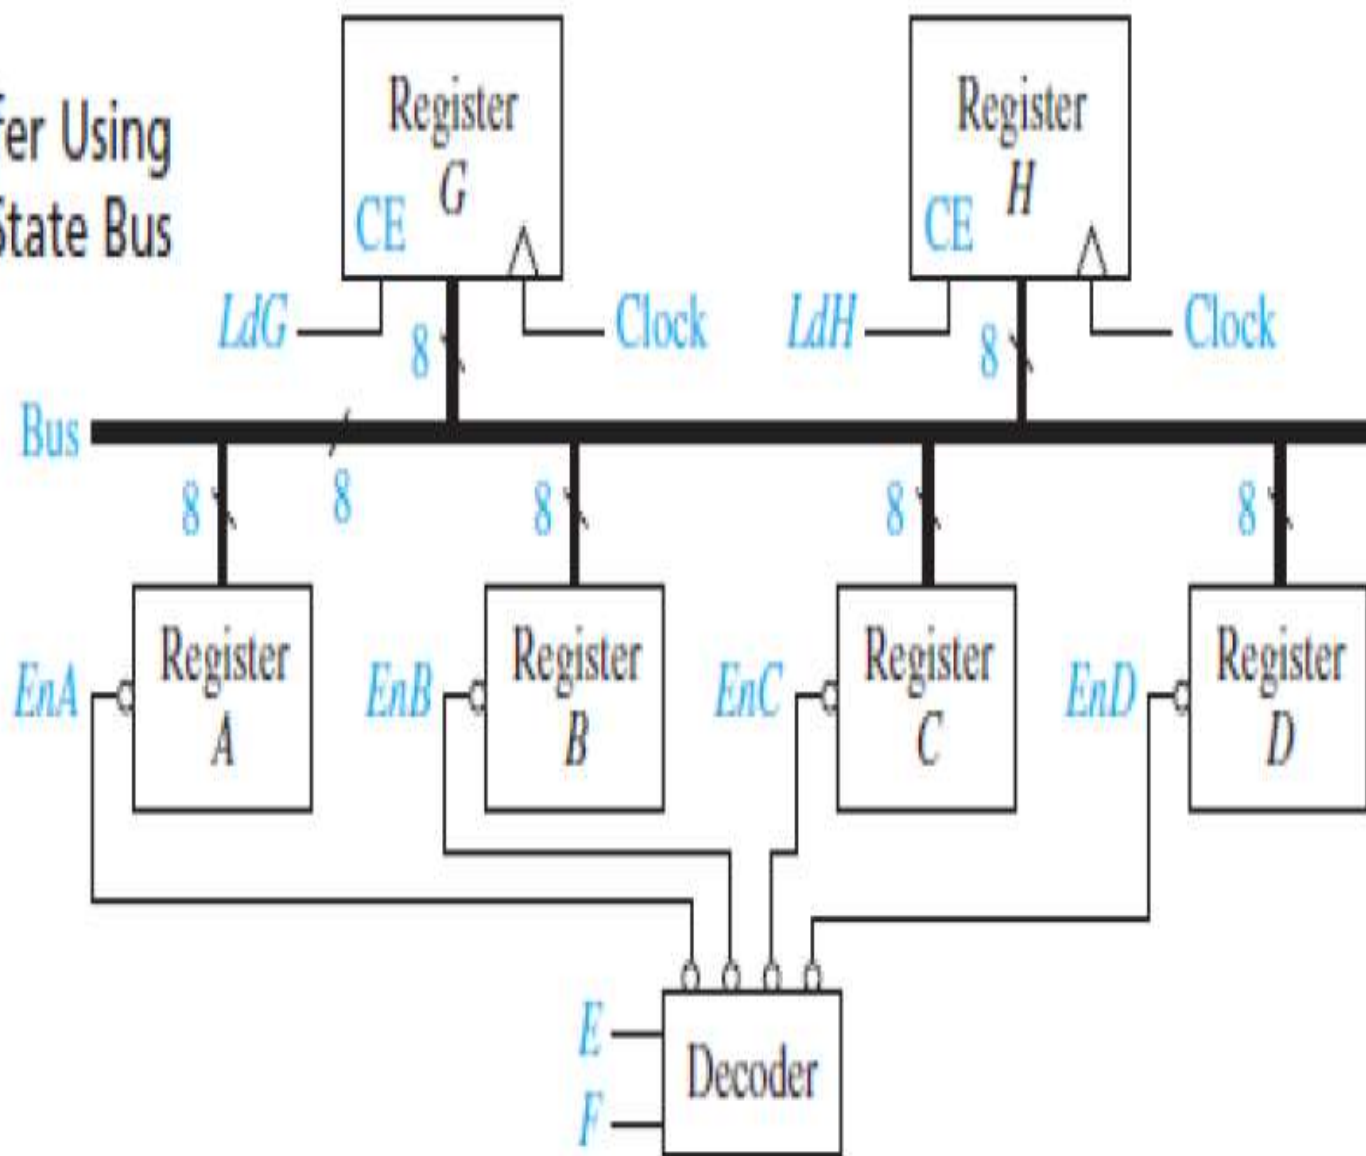 fer Using
State Bus
Register
G
CE
LdG
8
Clock
Register
H
CE
LdH
8
Clock
Bus
8
8
8
8
8
EnA
Register
A
EnB
Register
B
EnC
Register
C
EnD
Register
D
E
F
Decoder